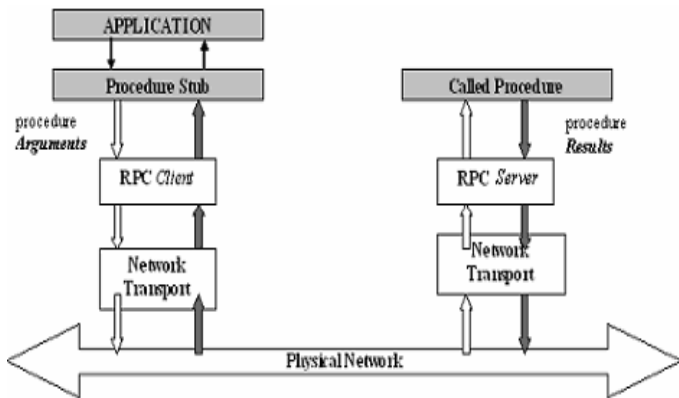 APPLICATION
Procedure Stub
Called Procedure
procedure
Arguments
procedure
Results
RPC Client
RPC Server
Network
Transport
Network
Transport
Physical Network